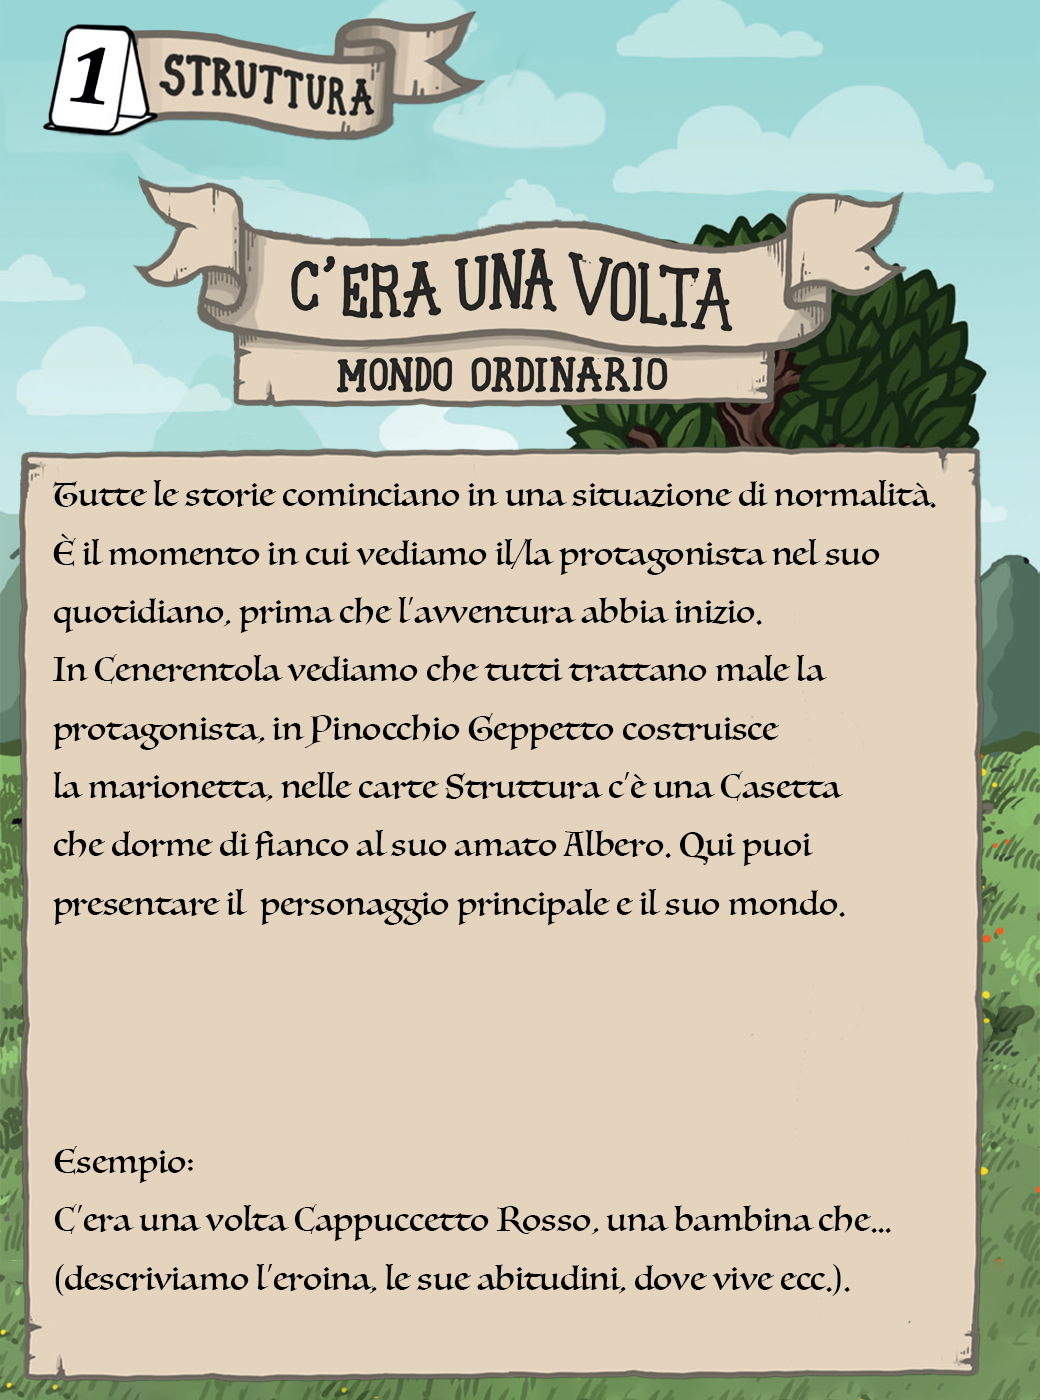 1
STRUTTURA
C'ERA UNA VOLTA
MONDO ORDINARIO
Tutte le storie cominciano in una situazione di normalità.
È il momento in cui vediamo il/la protagonista nel suo
quotidiano, prima che l'avventura abbia inizio.
In Cenerentola vediamo che tutti trattano male la
protagonista, in Pinocchio Geppetto costruisce
la marionetta, nelle carte Struttura c'è una Casetta
che dorme di fianco al suo amato Albero. Qui puoi
presentare il personaggio principale e il suo mondo.
Esempio:
C'era una volta Cappuccetto Rosso, una bambina che...
(descriviamo l'eroina, le sue abitudini, dove vive ecc.).